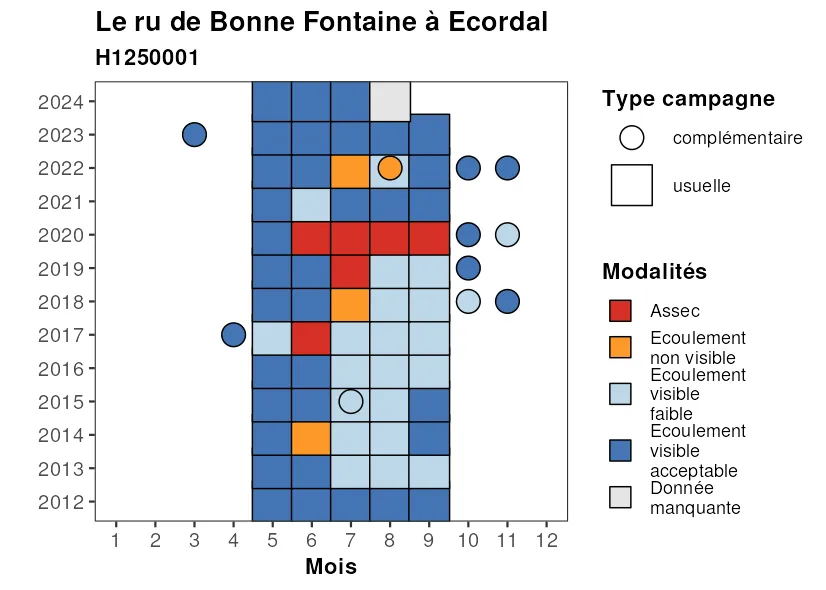 Le ru de Bonne Fontaine à Ecordal
H1250001
2024
2023
2022
2021
2020
2019
2018
2017
2016
2015
2014
2013
2012
1 2 3 4 5 6 7 8 9 10 11 12
Mois
Type campagne
complémentaire
usuelle
Modalités
Assec
Ecoulement
non visible
Ecoulement
visible
faible
Ecoulement
visible
acceptable
Donnée
manquante